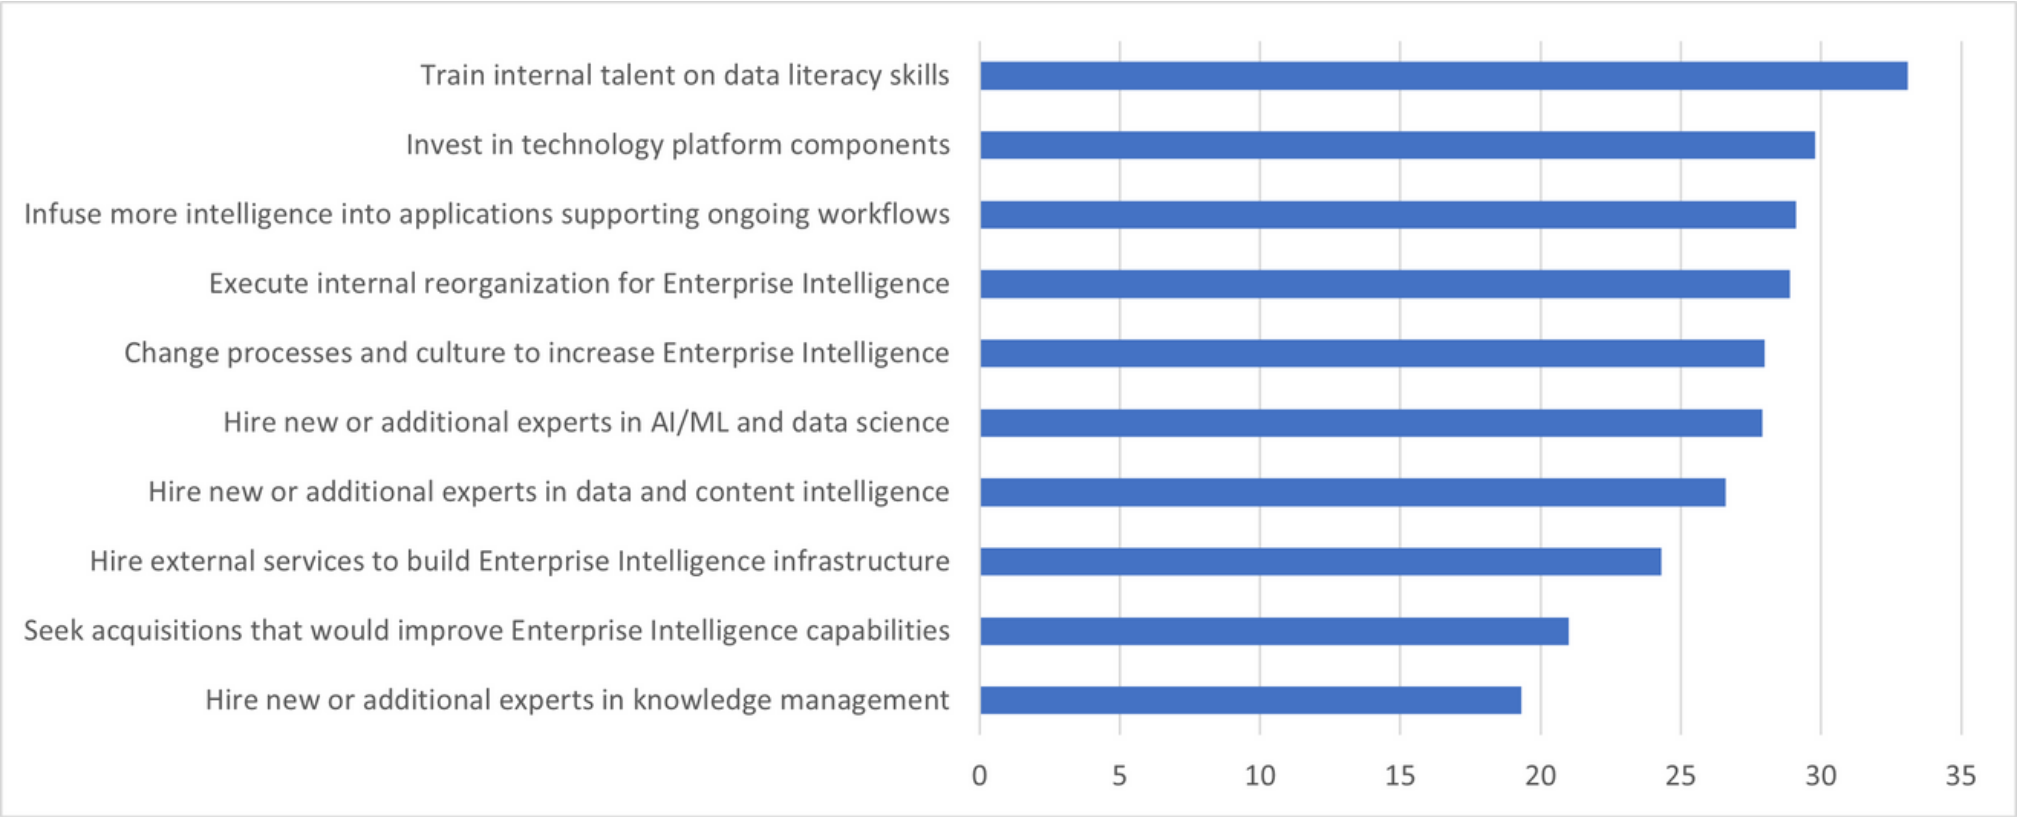 Train internal talent on data literacy skills
Invest in technology platform components
Infuse more intelligence into applications supporting ongoing workflows
Execute internal reorganization for Enterprise Intelligence
Change processes and culture to increase Enterprise Intelligence
Hire new or additional experts in AI/ML and data science
Hire new or additional experts in data and content intelligence
Hire external services to build Enterprise Intelligence infrastructure
Seek acquisitions that would improve Enterprise Intelligence capabilities
Hire new or additional experts in knowledge management
0 5 10 15 20 25 30 35